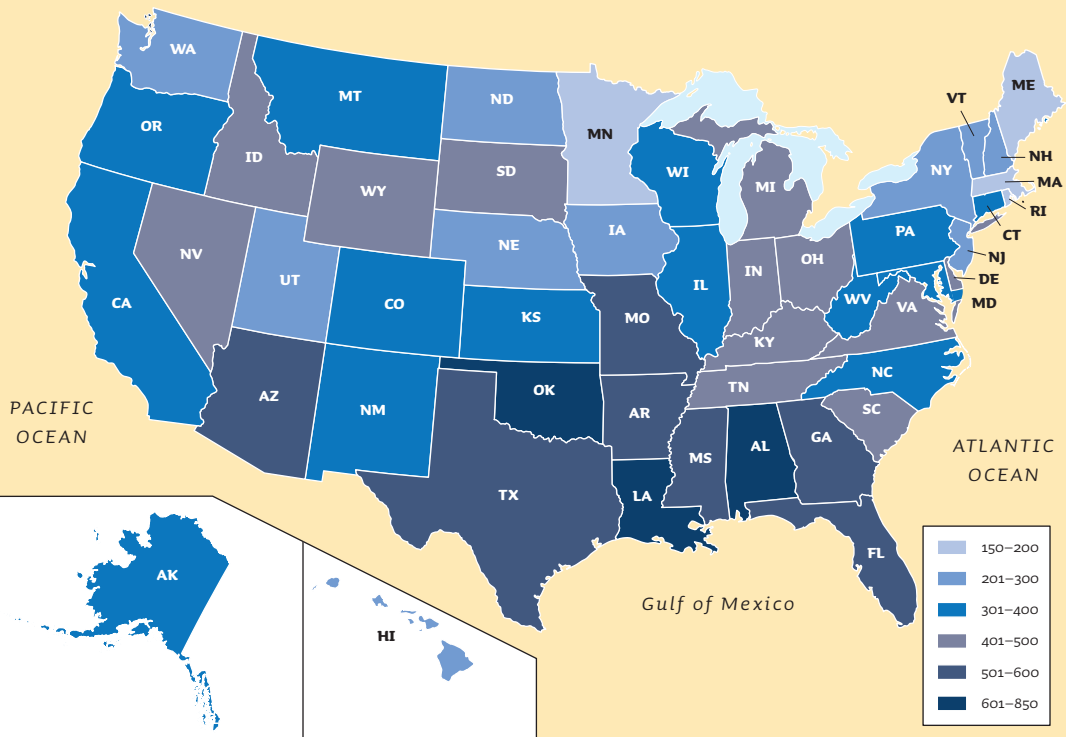 WA
MT
ND
MN
ME
VT
OR
ID
WY
SD
WI
MI
NY
NH
MA
RI
CT
NV
UT
NE
IA
PA
NJ
CA
CO
KS
MO
IL
IN
OH
WV
VA
DE
MD
KY
AZ
NM
OK
AR
TN
NC
SC
PACIFIC
OCEAN
TX
LA
MS
AL
GA
FL
ATLANTIC
OCEAN
Gulf of Mexico
AK
HI
150–200
201–300
301–400
401–500
501–600
601–850